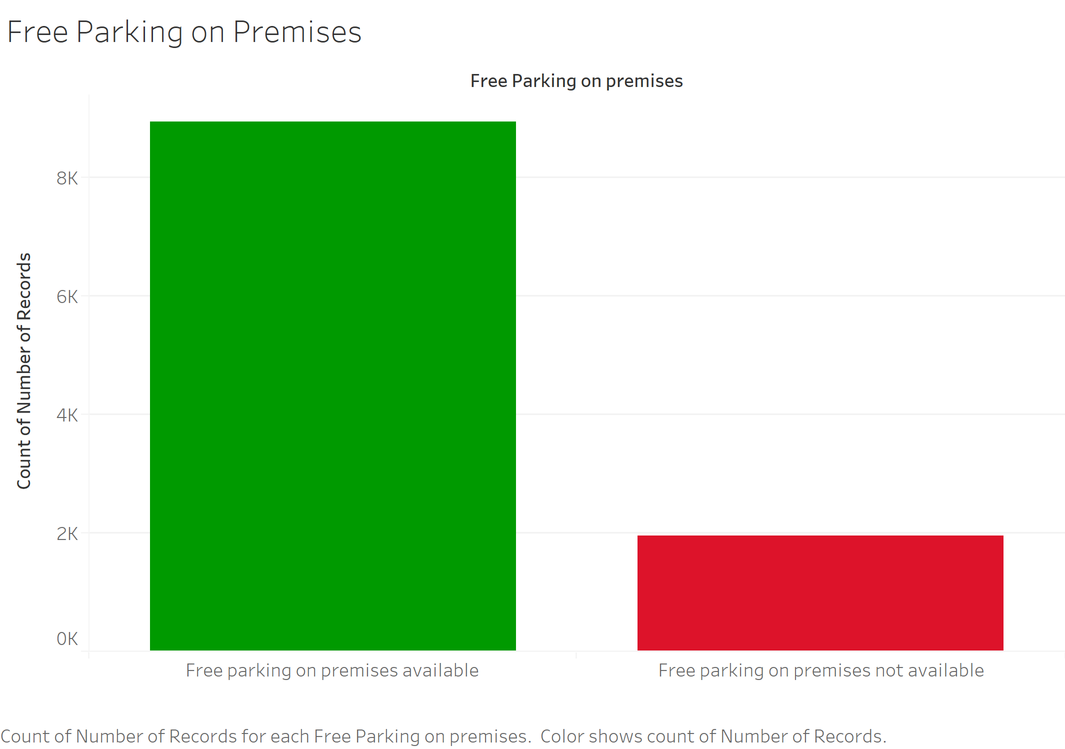 Free Parking on Premises
Free Parking on premises
Count of Number of Records
8K
6K
4K
2K
0K
Free parking on premises available
Free parking on premises not available
Count of Number of Records for each Free Parking on premises.  Color shows count of Number of Records.